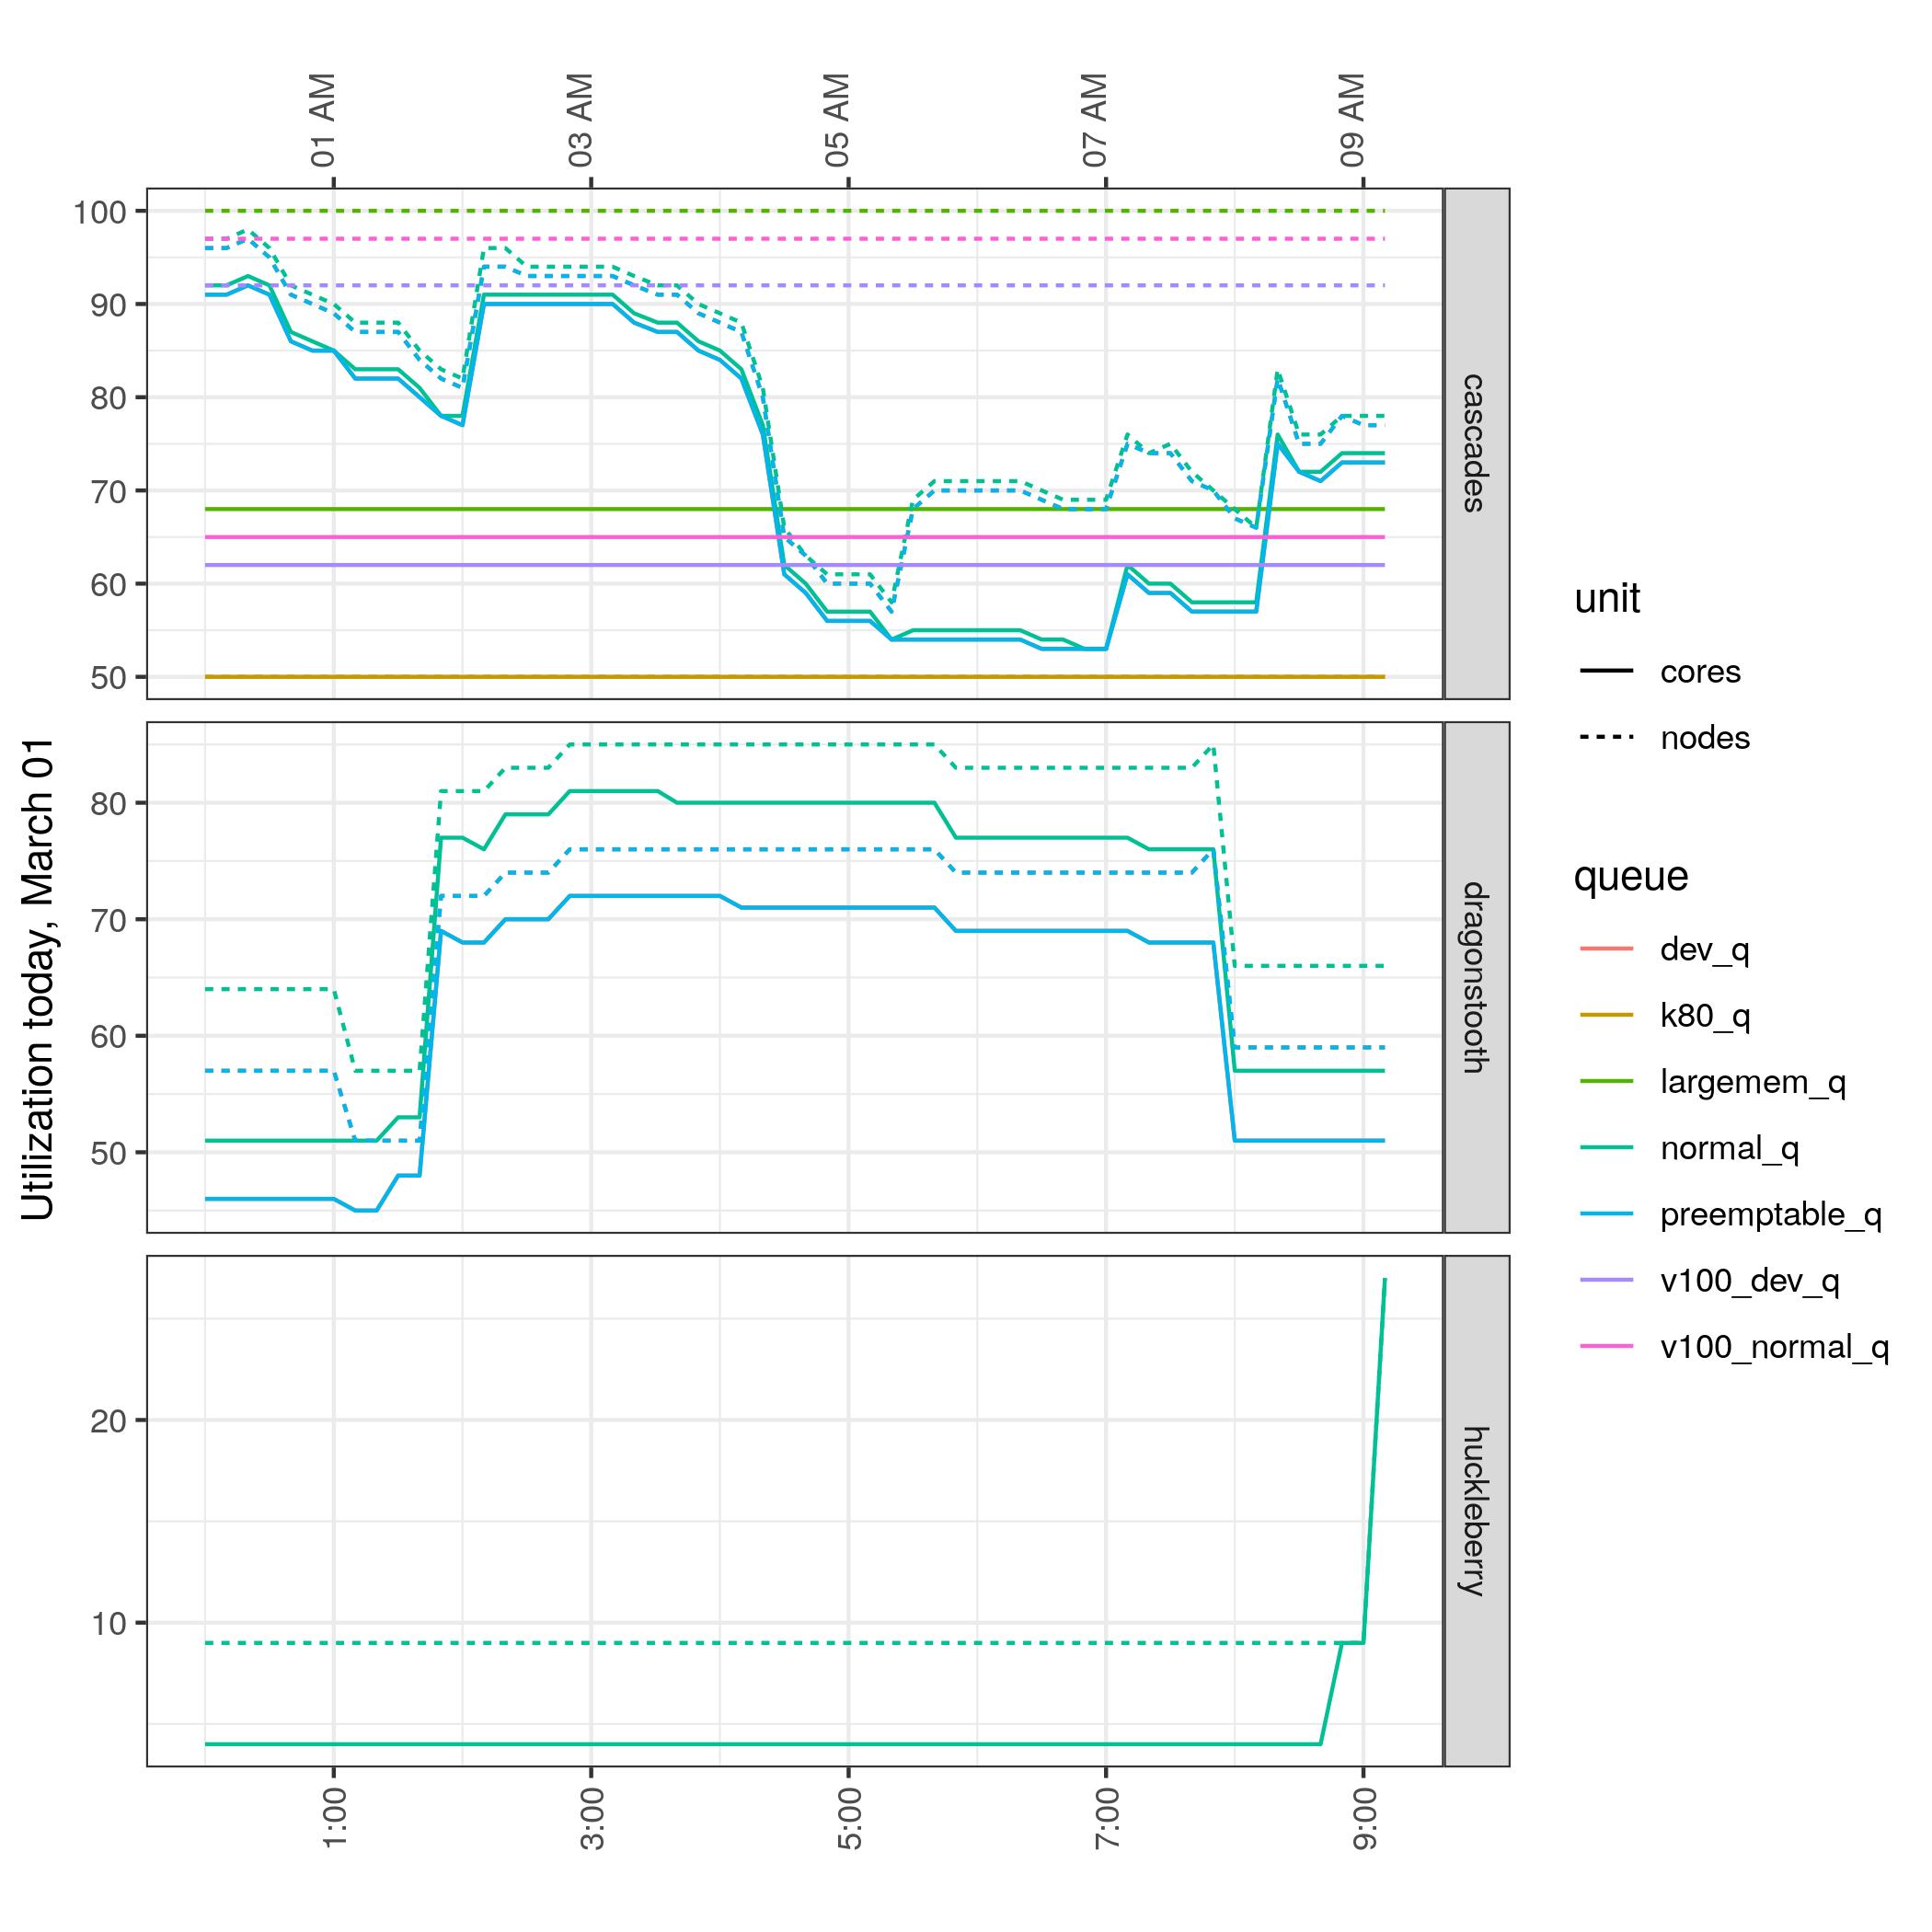 01 AM
03 AM
05 AM
07 AM
09 AM
Utilization today, March 01
100
90
80
70
60
50
cascades
80
70
60
50
dragonstooth
20
10
huckleberry
1:00
3:00
5:00
7:00
9:00
unit
cores
nodes
queue
dev_q
k80_q
largemem_q
normal_q
preemptable_q
v100_dev_q
v100_normal_q